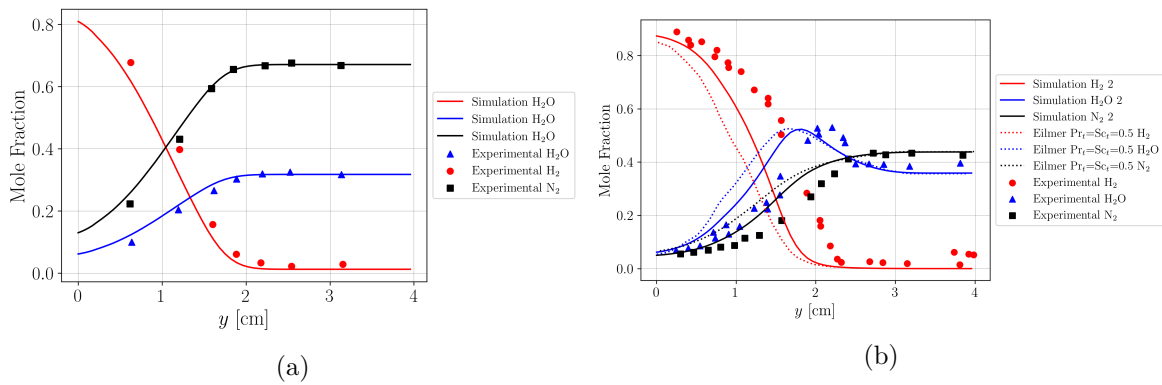 0.8
0.6
0.4
0.2
0.0
Mole Fraction
0
1
2
3
4
y [cm]
Simulation H₂O
Simulation H₂O
Simulation H₂O
Experimental H₂O
Experimental H₂
Experimental N₂
(a)
0.8
0.6
0.4
0.2
0.0
Mole Fraction
0
1
2
3
4
y [cm]
Simulation H₂ 2
Simulation H₂O 2
Simulation N₂ 2
Eilmer Prₜ=Scₜ=0.5 H₂
Eilmer Prₜ=Scₜ=0.5 H₂O
Eilmer Prₜ=Scₜ=0.5 N₂
Experimental H₂
Experimental H₂O
Experimental N₂
(b)